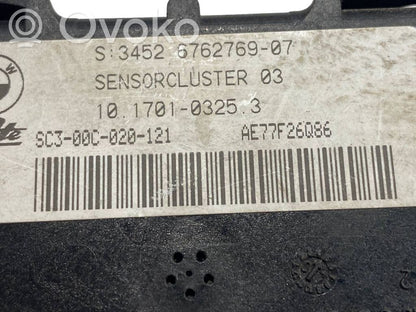 Ovoko
S:3452 6762769-07
SENSORCLUSTER 03
10.1701-0325.3
SC3-00C-020-121 AE77F26Q86